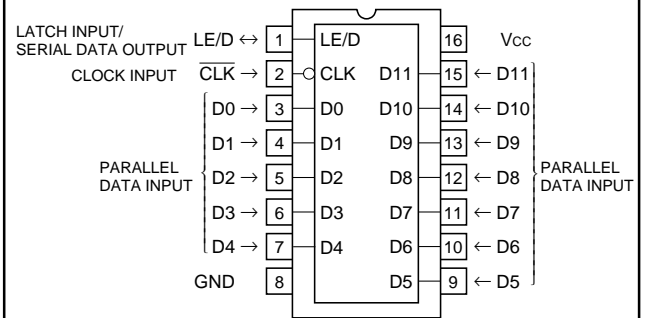 LATCH INPUT/
SERIAL DATA OUTPUT LE/D ↔ 1 LE/D 16 Vcc
CLOCK INPUT C̅L̅K̅ → 2 CLK D11 15 ← D11
D0 → 3 D0 D10 14 ← D10
D1 → 4 D1 D9 13 ← D9
PARALLEL
DATA INPUT D2 → 5 D2 D8 12 ← D8 PARALLEL
DATA INPUT
D3 → 6 D3 D7 11 ← D7
D4 → 7 D4 D6 10 ← D6
GND 8 D5 9 ← D5